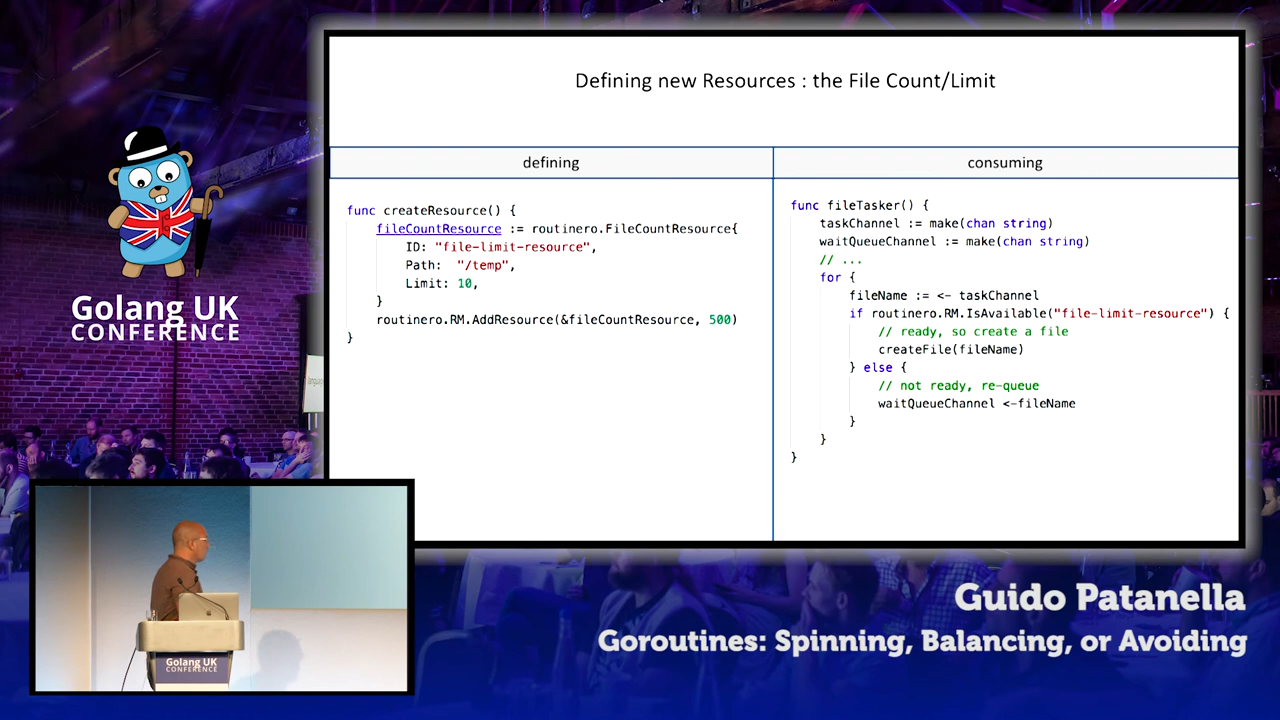 Defining new Resources : the File Count/Limit
defining
func createResource() {
fileCountResource := routinero.FileCountResource{
ID: "file-limit-resource",
Path: "/temp",
Limit: 10,
}
routinero.RM.AddResource(&fileCountResource, 500)
}
consuming
func fileTasker() {
taskChannel := make(chan string)
waitQueueChannel := make(chan string)
// ...
for {
fileName := <- taskChannel
if routinero.RM.IsAvailable("file-limit-resource") {
// ready, so create a file
createFile(fileName)
} else {
// not ready, re-queue
waitQueueChannel <-fileName
}
}
}
Golang UK
CONFERENCE
Golang UK
CONFERENCE
Guido Patanella
Goroutines: Spinning, Balancing, or Avoiding